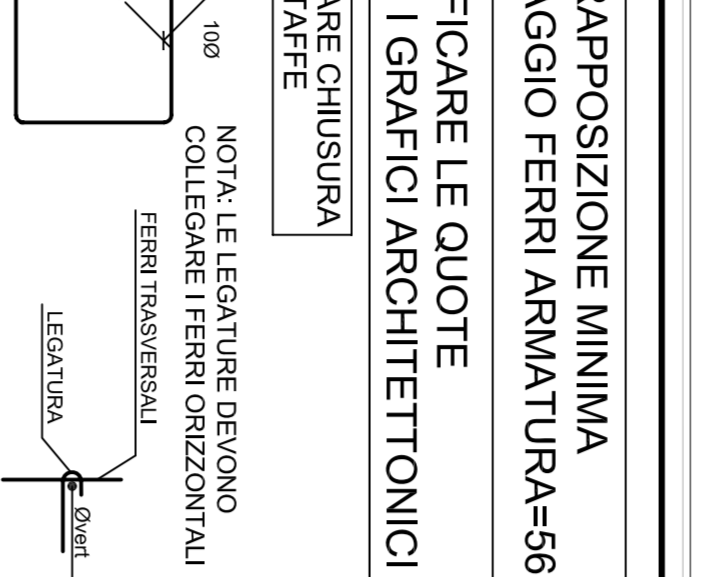 RAPPOSIZIONE MINIMA
AGGIO FERRI ARMATURA=56
FICARE LE QUOTE
I GRAFICI ARCHITETTONICI
ARE CHIUSURA
TAFFE
10Ø
NOTA: LE LEGATURE DEVONO
COLLEGARE I FERRI ORIZZONTALI
FERRI TRASVERSALI
LEGATURA
Øvert